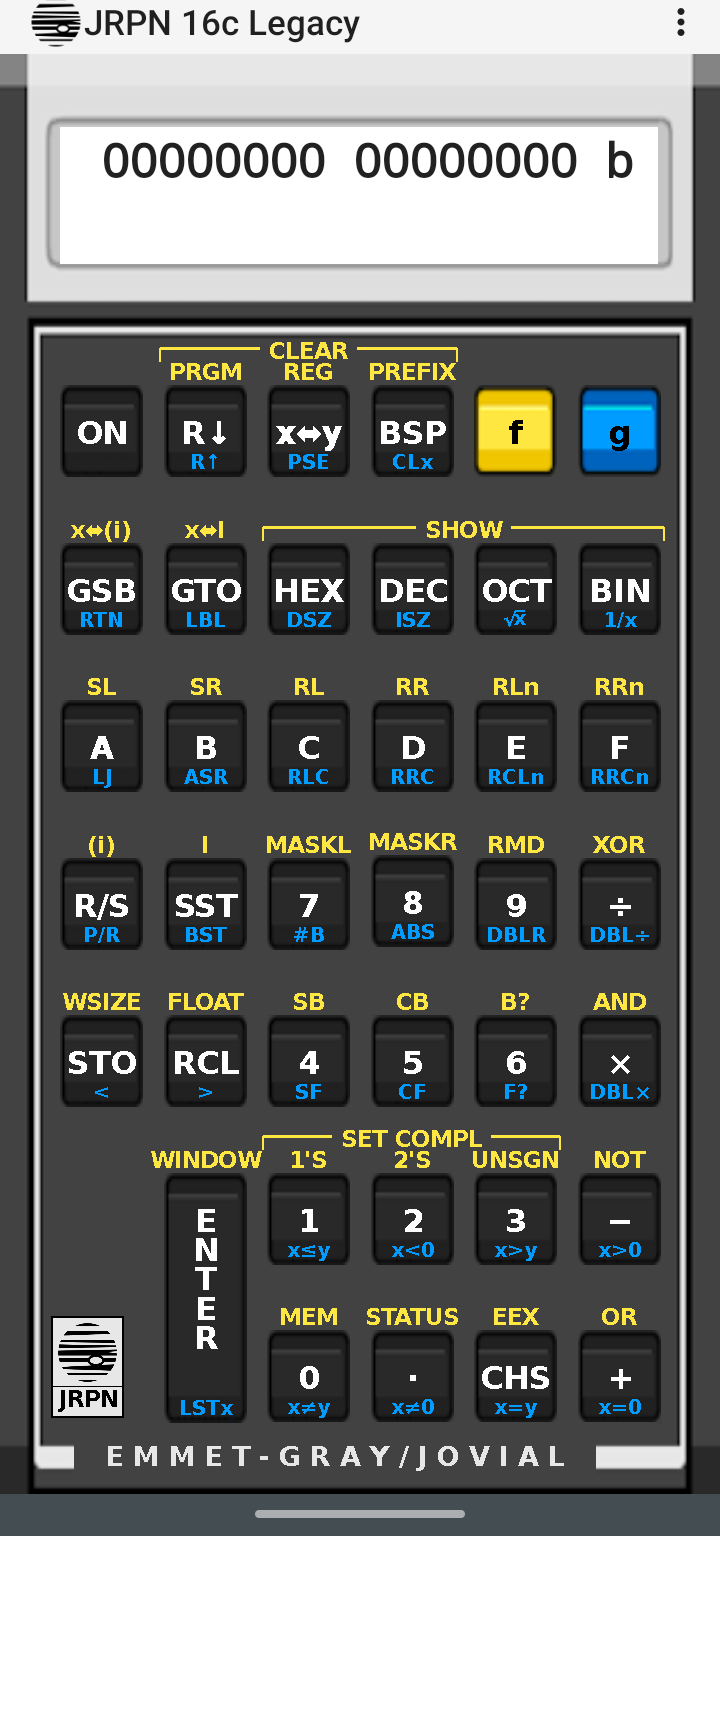 JRPN 16c Legacy
00000000 00000000 b
CLEAR
PRGM REG PREFIX
ON R↓ x⬌y BSP f g
R↑ PSE CLx
x⬌(i) x⬌I SHOW
GSB GTO HEX DEC OCT BIN
RTN LBL DSZ ISZ √x 1/x
SL SR RL RR RLn RRn
A B C D E F
LJ ASR RLC RRC RCLn RRCn
(i) I MASKL MASKR RMD XOR
R/S SST 7 8 9 ÷
P/R BST #B ABS DBLR DBL÷
WSIZE FLOAT SB CB B? AND
STO RCL 4 5 6 ×
< > SF CF F? DBL×
SET COMPL
WINDOW 1'S 2'S UNSGN NOT
ENTER 1 2 3 −
x≤y x<0 x>y x>0
MEM STATUS EEX OR
0 · CHS +
JRPN LSTx x≠y x≠0 x=y x=0
EMMET-GRAY/JOVIAL